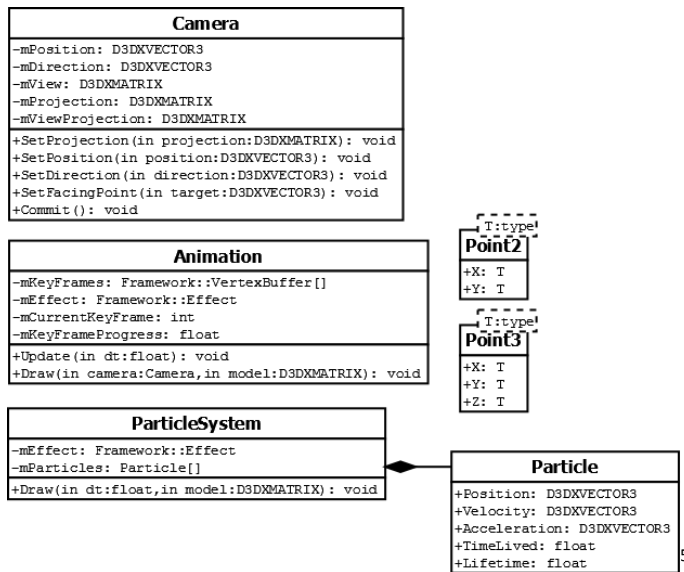 Camera
-mPosition: D3DXVECTOR3
-mDirection: D3DXVECTOR3
-mView: D3DXMATRIX
-mProjection: D3DXMATRIX
-mViewProjection: D3DXMATRIX
+SetProjection(in projection:D3DXMATRIX): void
+SetPosition(in position:D3DXVECTOR3): void
+SetDirection(in direction:D3DXVECTOR3): void
+SetFacingPoint(in target:D3DXVECTOR3): void
+Commit(): void
Animation
-mKeyFrames: Framework::VertexBuffer[]
-mEffect: Framework::Effect
-mCurrentKeyFrame: int
-mKeyFrameProgress: float
+Update(in dt:float): void
+Draw(in camera:Camera,in model:D3DXMATRIX): void
T:type
Point2
+X: T
+Y: T
T:type
Point3
+X: T
+Y: T
+Z: T
ParticleSystem
-mEffect: Framework::Effect
-mParticles: Particle[]
+Draw(in dt:float,in model:D3DXMATRIX): void
Particle
+Position: D3DXVECTOR3
+Velocity: D3DXVECTOR3
+Acceleration: D3DXVECTOR3
+TimeLived: float
+Lifetime: float